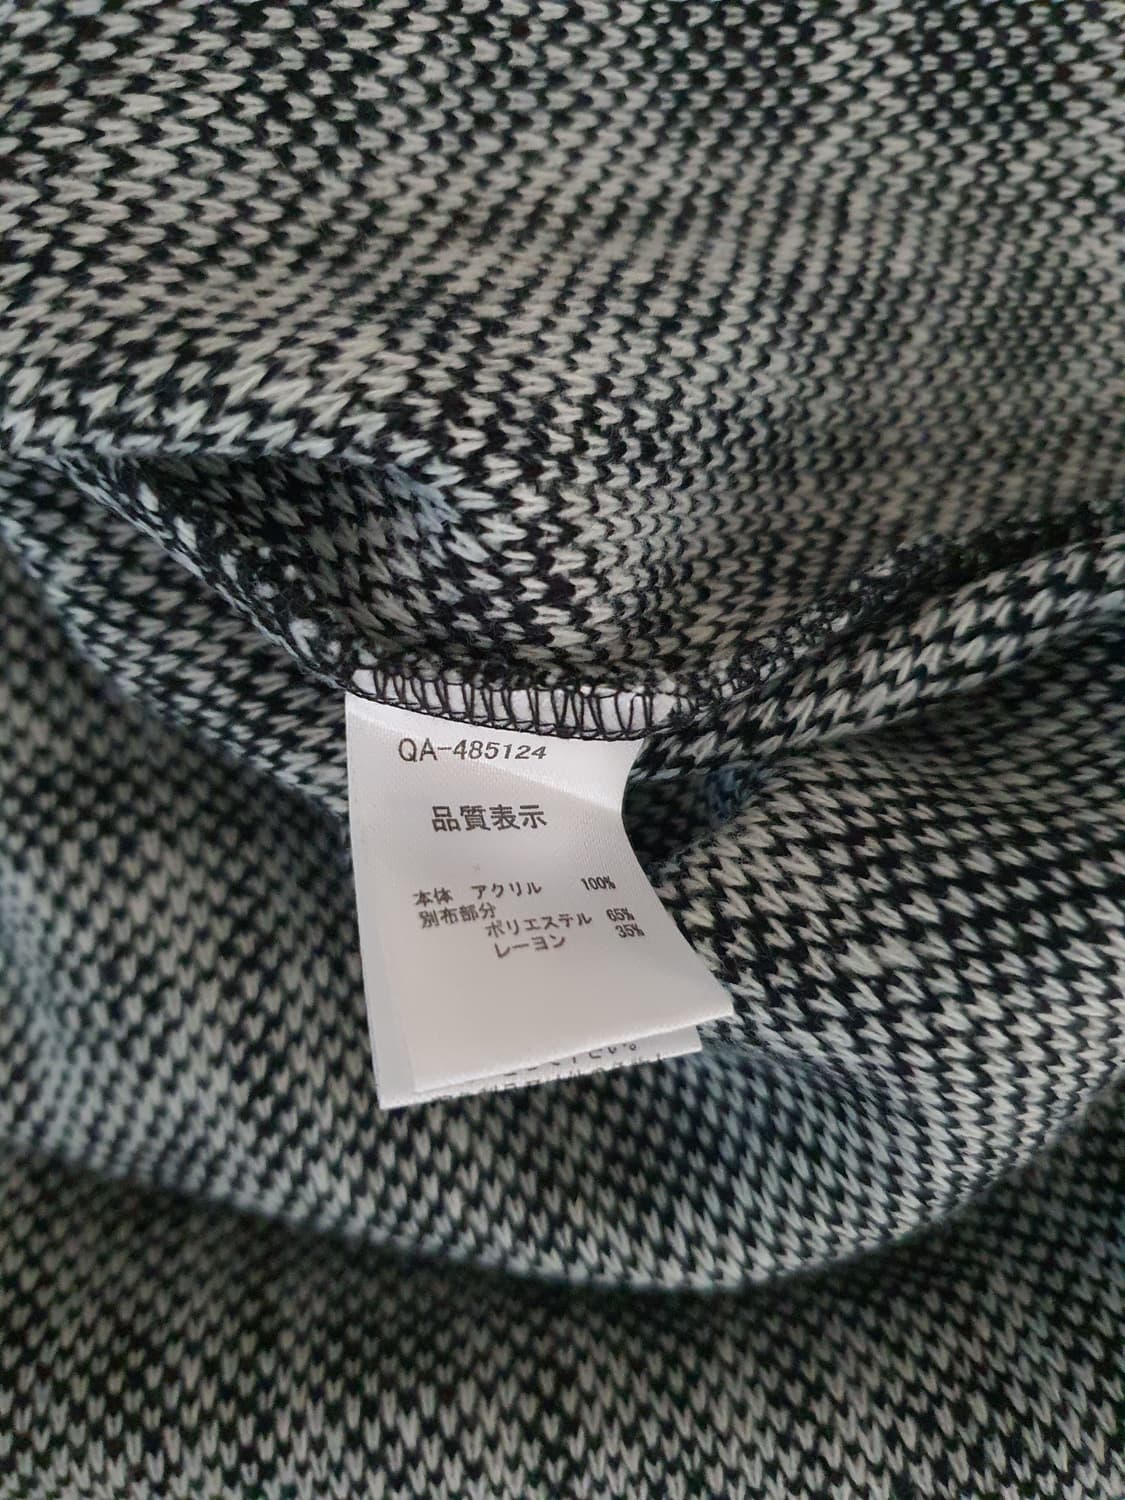 QA-485124
品質表示
本体 アクリル 100%
別布部分
ポリエステル 65%
レーヨン 35%